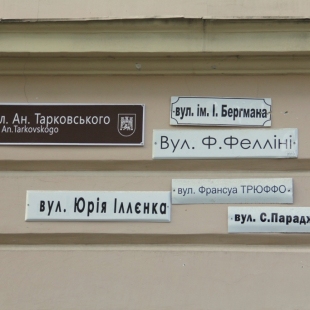 л. Ан. Тарковського
An.Tarkovskogo
вул. ім. І. Бергмана
Вул. Ф.Фелліні
вул. Франсуа ТРЮФФО
вул. Юрія Іллєнка
вул. С.Парадж